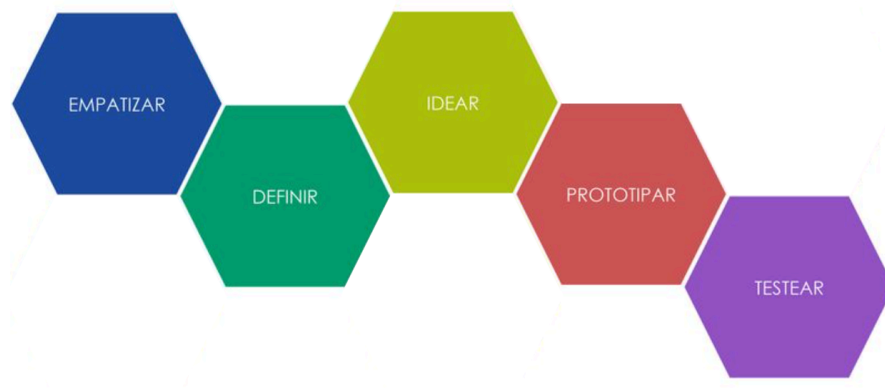 EMPATIZAR
DEFINIR
IDEAR
PROTOTIPAR
TESTEAR